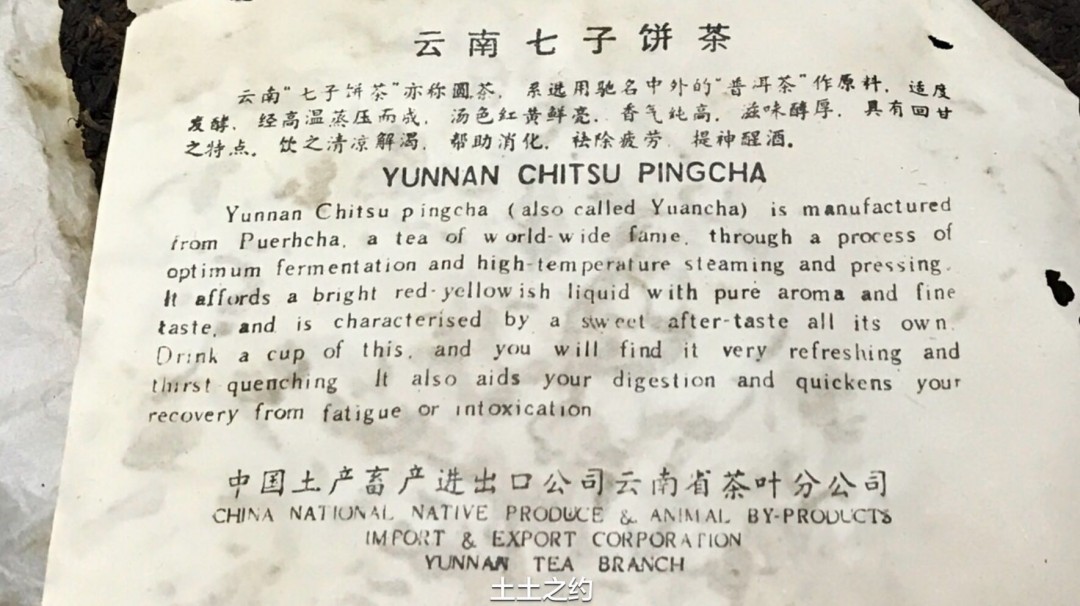 云南七子饼茶
云南“七子饼茶”亦称圆茶，系选用驰名中外的“普洱茶”作原料，适度
发酵，经高温蒸压而成，汤色红黄鲜亮，香气纯高，滋味醇厚，具有回甘
之特点。饮之清凉解渴，帮助消化，祛除疲劳，提神醒酒。
YUNNAN CHITSU PINGCHA
Yunnan Chitsu pingcha (also called Yuancha) is manufactured
from Puerhcha, a tea of world-wide fame, through a process of
optimum fermentation and high-temperature steaming and pressing.
It affords a bright red-yellowish liquid with pure aroma and fine
taste, and is characterised by a sweet after-taste all its own.
Drink a cup of this, and you will find it very refreshing and
thirst quenching It also aids your digestion and quickens your
recovery from fatigue or intoxication
中国土产畜产进出口公司云南省茶叶分公司
CHINA NATIONAL NATIVE PRODUCE & ANIMAL BY-PRODUCTS
IMPORT & EXPORT CORPORATION
YUNNAN TEA BRANCH
土土之约